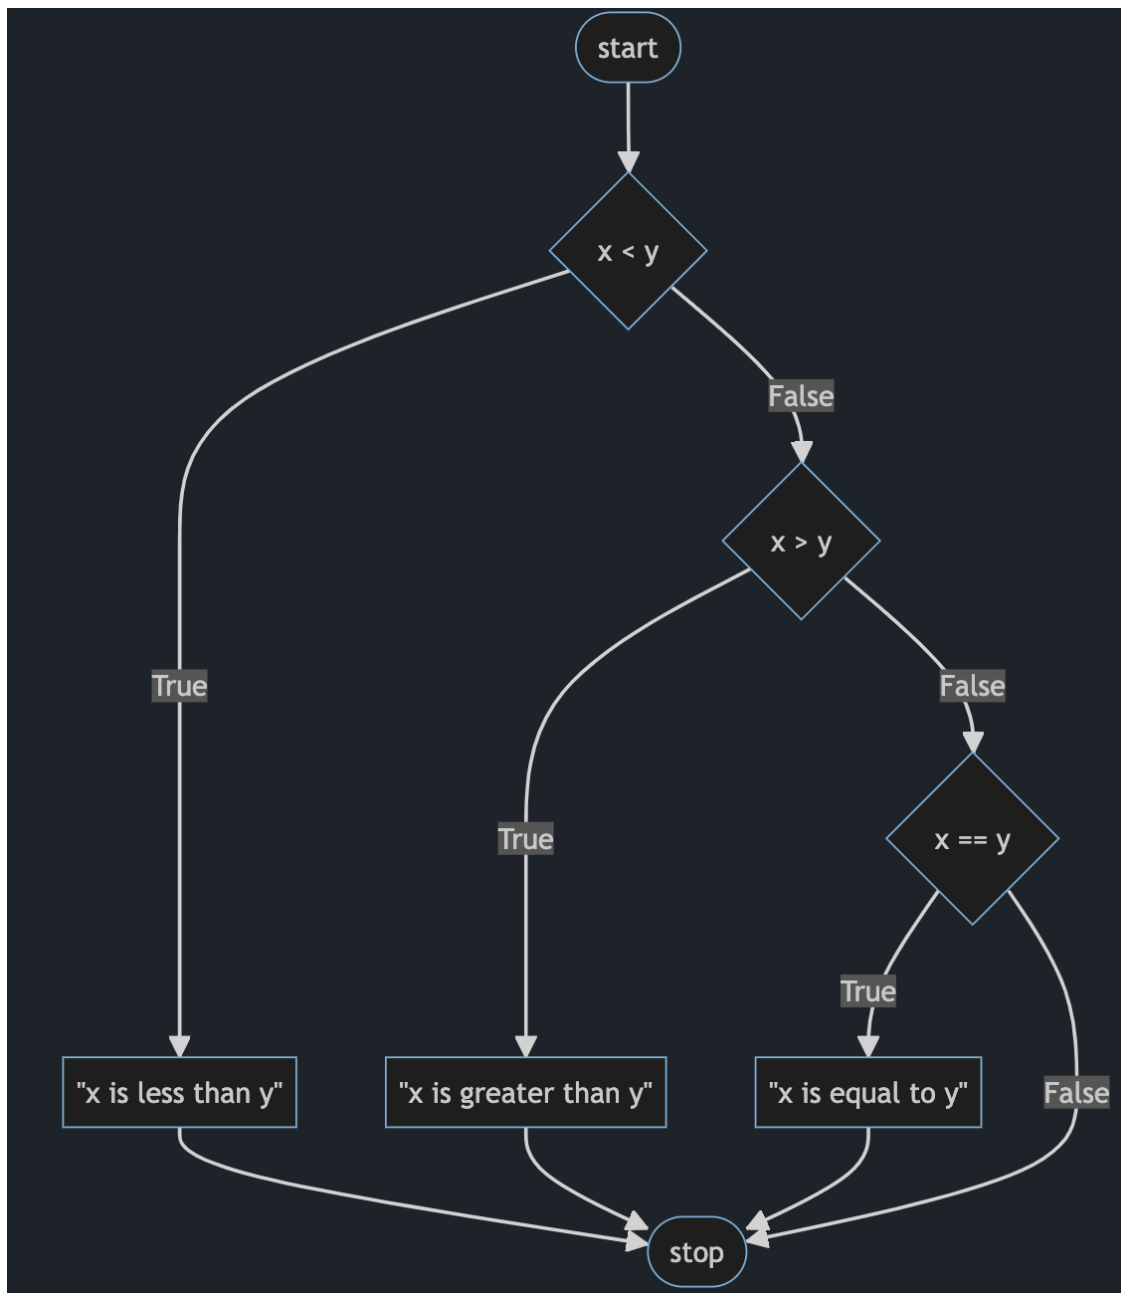 start
x < y
False
x > y
True
False
True
x == y
True
"x is less than y"
"x is greater than y"
"x is equal to y"
False
stop